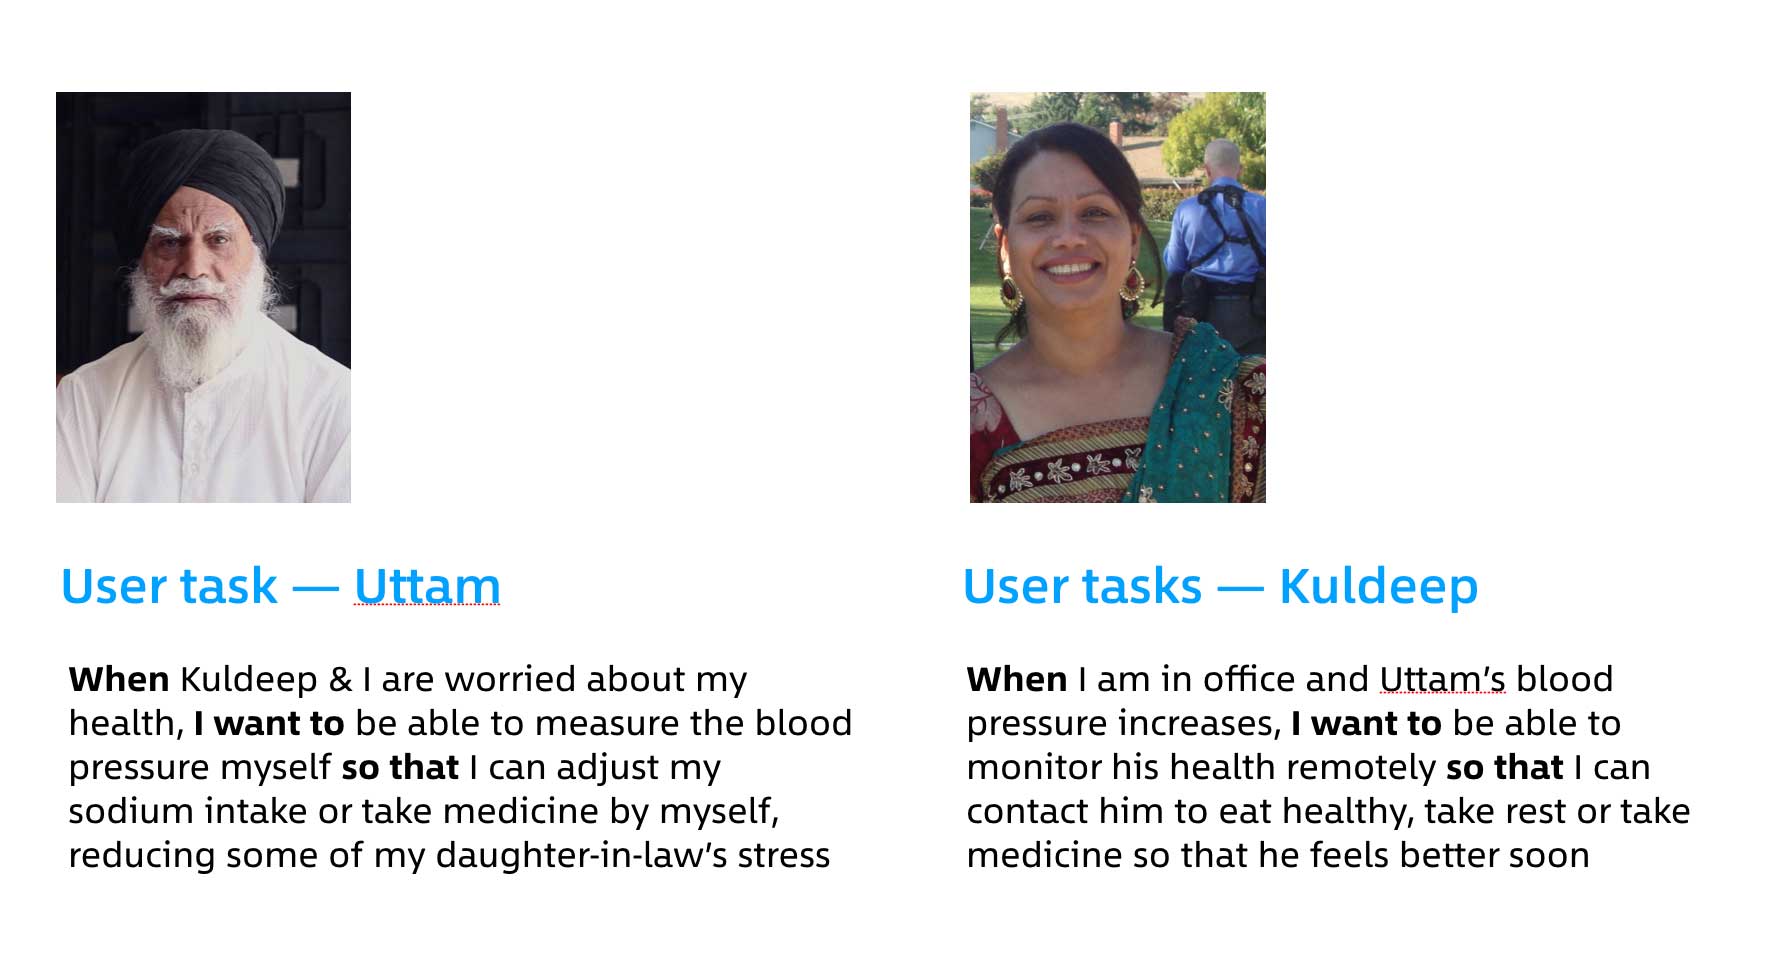 User task — Uttam
When Kuldeep & I are worried about my
health, I want to be able to measure the blood
pressure myself so that I can adjust my
sodium intake or take medicine by myself,
reducing some of my daughter-in-law’s stress
User tasks — Kuldeep
When I am in office and Uttam’s blood
pressure increases, I want to be able to
monitor his health remotely so that I can
contact him to eat healthy, take rest or take
medicine so that he feels better soon